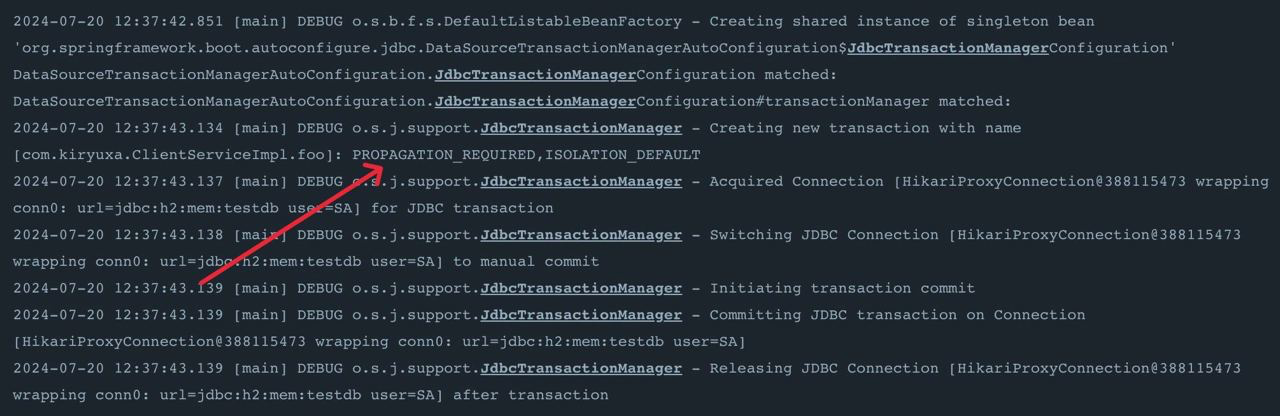 2024-07-20 12:37:42.851 [main] DEBUG o.s.b.f.s.DefaultListableBeanFactory - Creating shared instance of singleton bean
'org.springframework.boot.autoconfigure.jdbc.DataSourceTransactionManagerAutoConfiguration$JdbcTransactionManagerConfiguration'
DataSourceTransactionManagerAutoConfiguration.JdbcTransactionManagerConfiguration matched:
DataSourceTransactionManagerAutoConfiguration.JdbcTransactionManagerConfiguration#transactionManager matched:
2024-07-20 12:37:43.134 [main] DEBUG o.s.j.support.JdbcTransactionManager - Creating new transaction with name
[com.kiryuxa.ClientServiceImpl.foo]: PROPAGATION_REQUIRED,ISOLATION_DEFAULT
2024-07-20 12:37:43.137 [main] DEBUG o.s.j.support.JdbcTransactionManager - Acquired Connection [HikariProxyConnection@388115473 wrapping
conn0: url=jdbc:h2:mem:testdb user=SA] for JDBC transaction
2024-07-20 12:37:43.138 [main] DEBUG o.s.j.support.JdbcTransactionManager - Switching JDBC Connection [HikariProxyConnection@388115473
wrapping conn0: url=jdbc:h2:mem:testdb user=SA] to manual commit
2024-07-20 12:37:43.139 [main] DEBUG o.s.j.support.JdbcTransactionManager - Initiating transaction commit
2024-07-20 12:37:43.139 [main] DEBUG o.s.j.support.JdbcTransactionManager - Committing JDBC transaction on Connection
[HikariProxyConnection@388115473 wrapping conn0: url=jdbc:h2:mem:testdb user=SA]
2024-07-20 12:37:43.139 [main] DEBUG o.s.j.support.JdbcTransactionManager - Releasing JDBC Connection [HikariProxyConnection@388115473
wrapping conn0: url=jdbc:h2:mem:testdb user=SA] after transaction